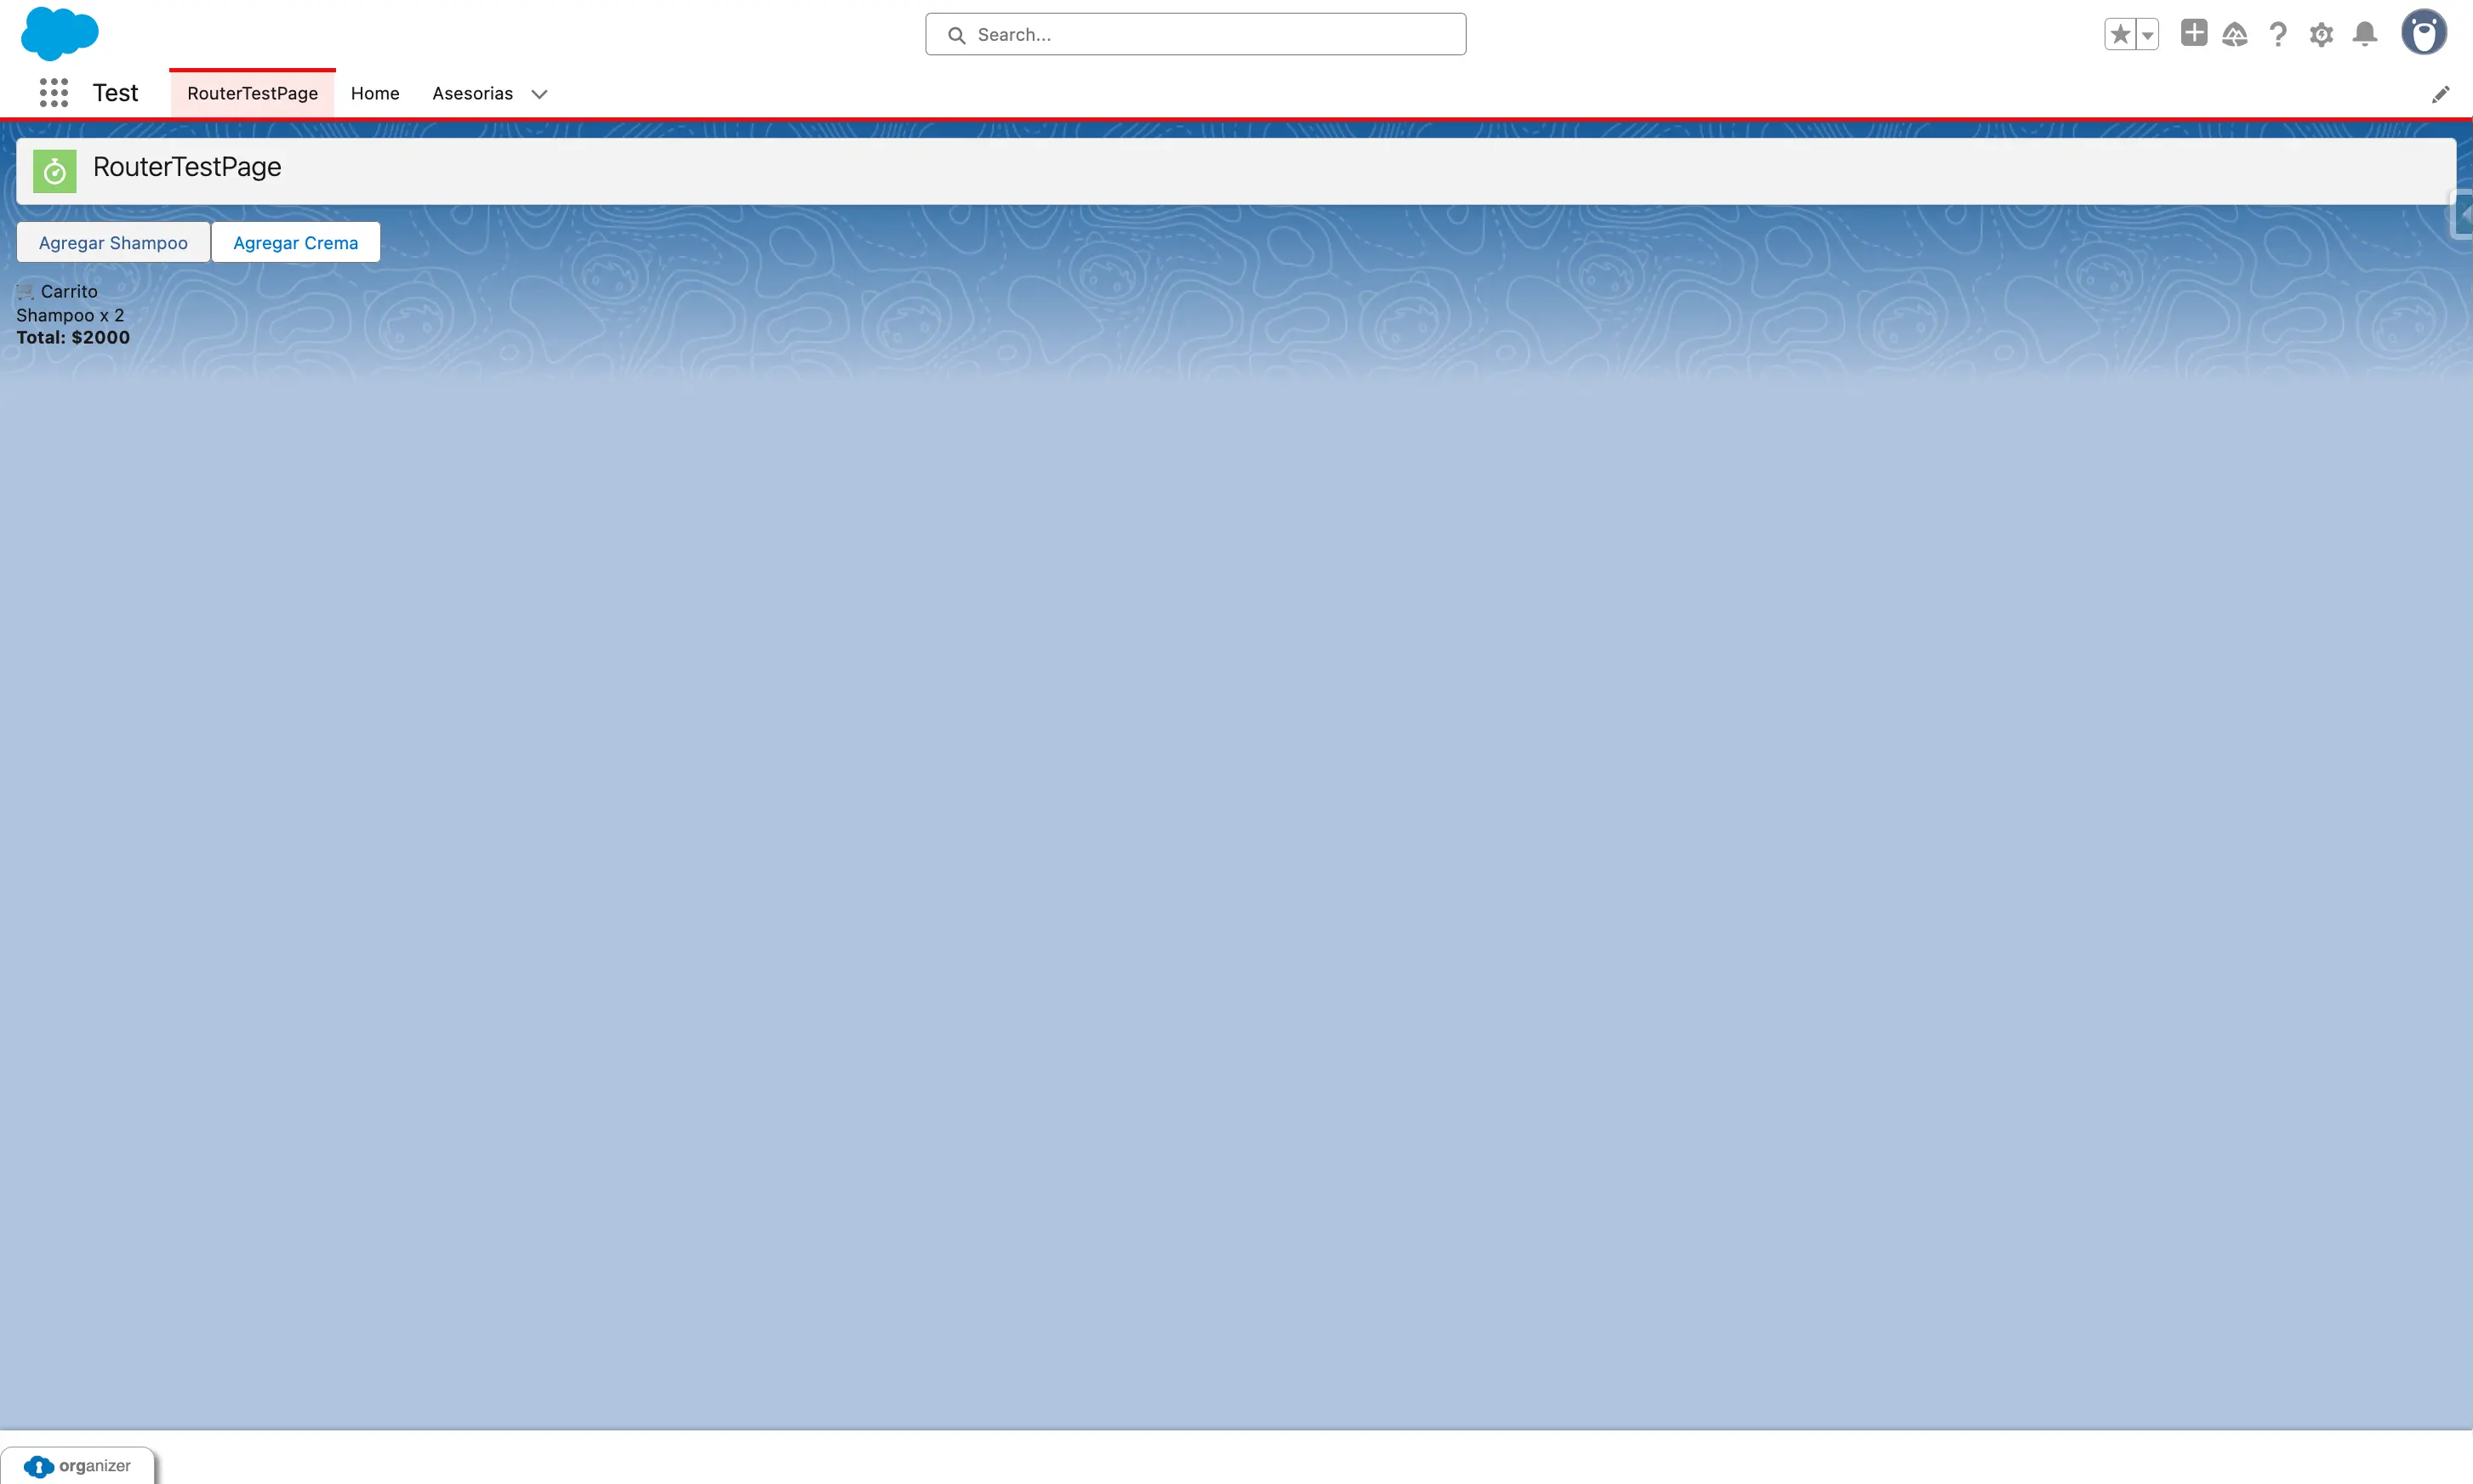 Search...
Test
RouterTestPage
Home
Asesorias
RouterTestPage
Agregar Shampoo
Agregar Crema
Carrito
Shampoo x 2
Total: $2000
organizer